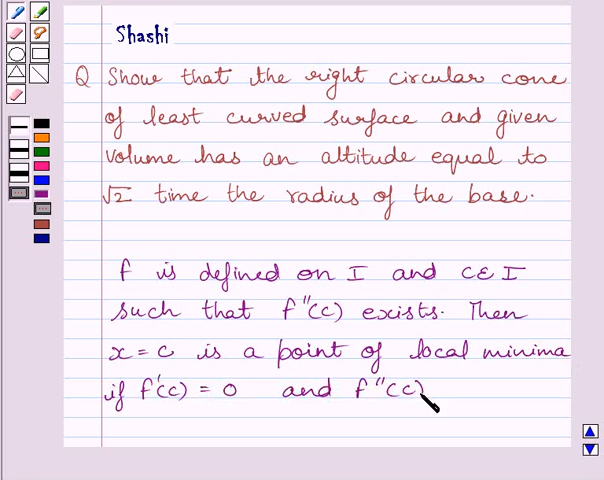 Shashi
Q Show that the right circular cone
of least curved surface and given
volume has an altitude equal to
√2 time the radius of the base.
f is defined on I and c ε I
such that f"(c) exists. Then
x = c is a point of local minima
if f'(c) = 0 and f"(c)